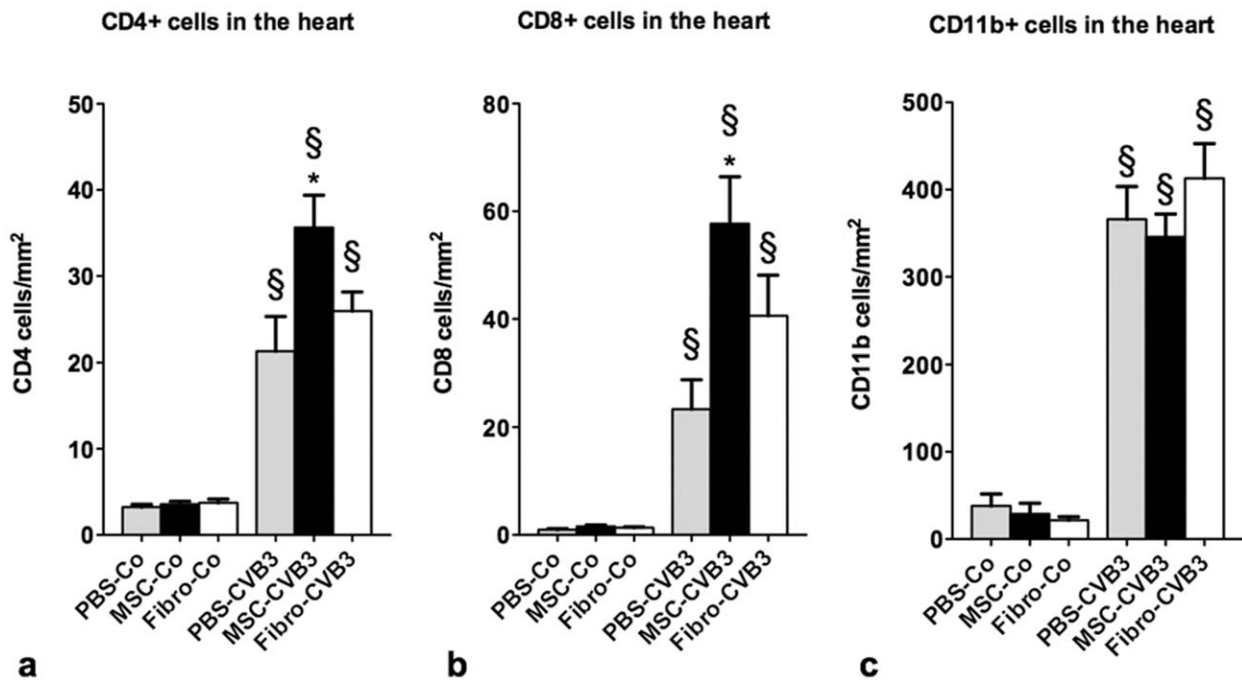 CD4+ cells in the heart
CD4 cells/mm²
50
40
30
20
10
0
§
§
*
§
PBS-Co
MSC-Co
Fibro-Co
PBS-CVB3
MSC-CVB3
Fibro-CVB3
a
CD8+ cells in the heart
CD8 cells/mm²
80
60
40
20
0
§
§
*
§
PBS-Co
MSC-Co
Fibro-Co
PBS-CVB3
MSC-CVB3
Fibro-CVB3
b
CD11b+ cells in the heart
CD11b cells/mm²
500
400
300
200
100
0
§
§
§
PBS-Co
MSC-Co
Fibro-Co
PBS-CVB3
MSC-CVB3
Fibro-CVB3
c